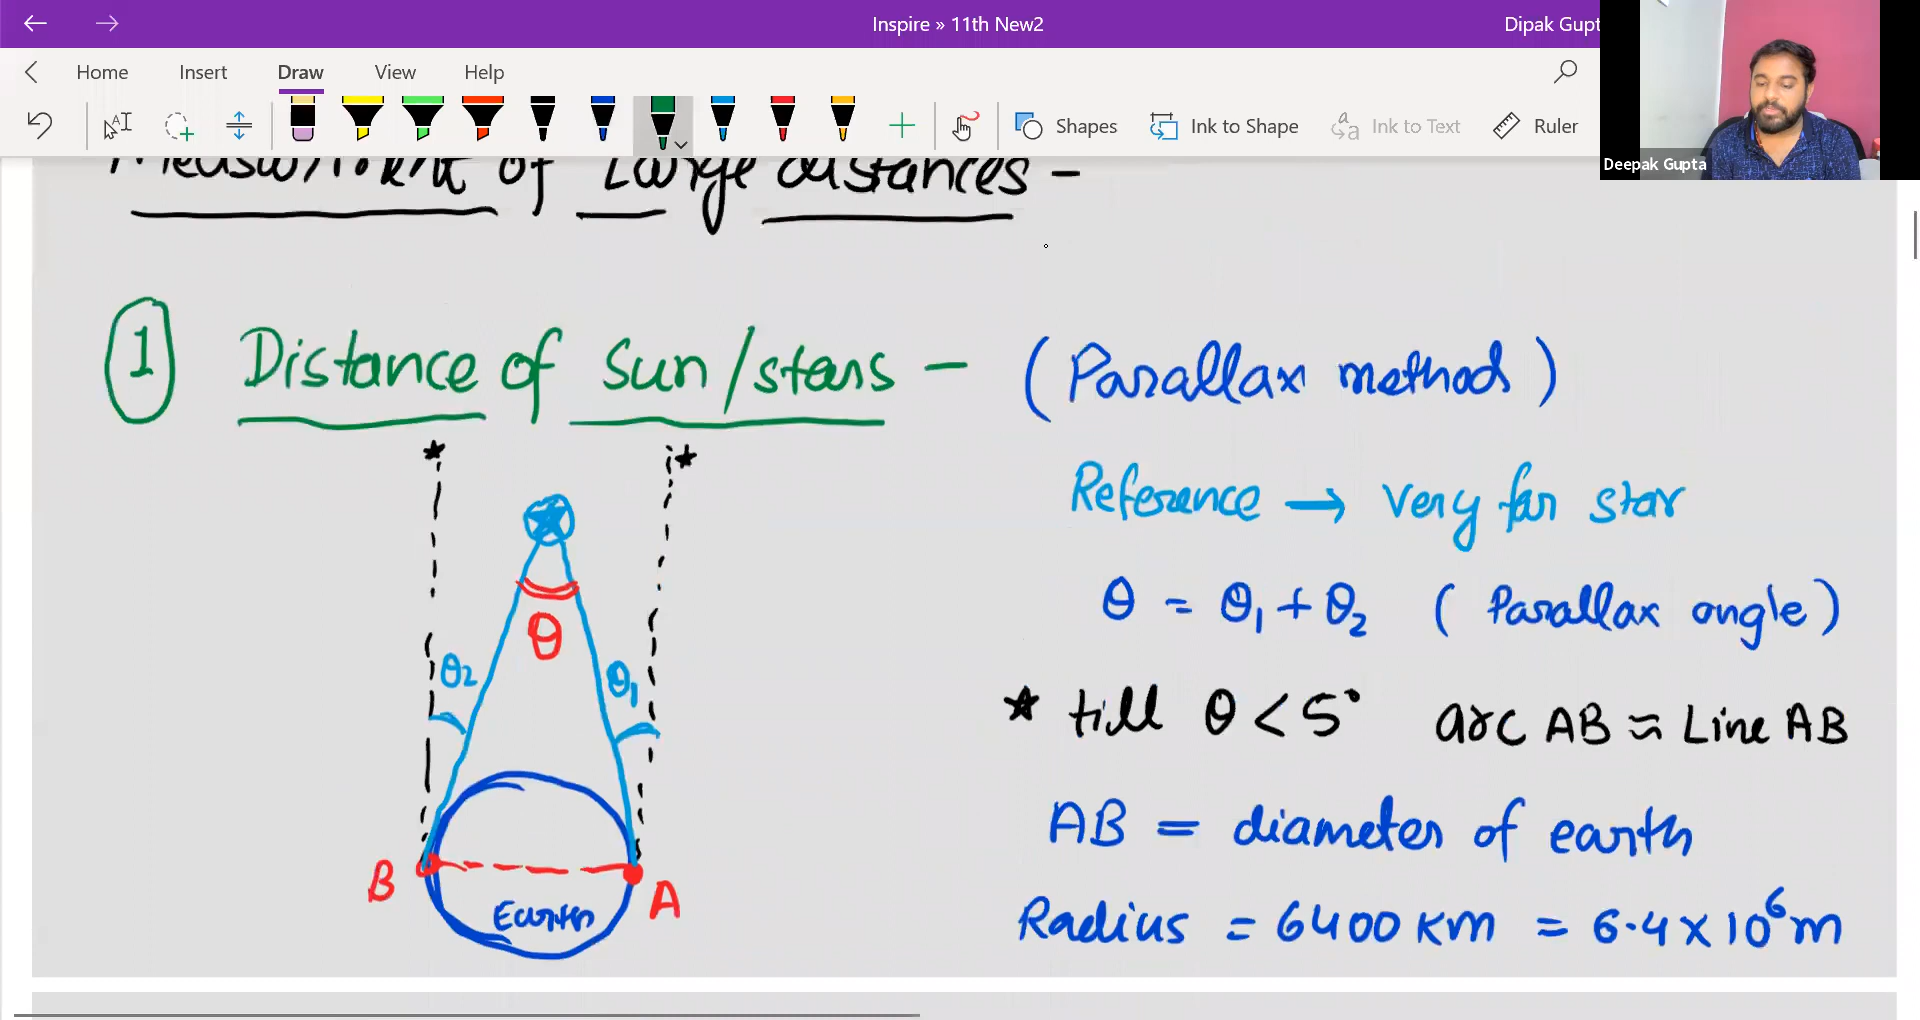 Inspire » 11th New2
Dipak Gupt
Home Insert Draw View Help
Shapes Ink to Shape Ink to Text Ruler
Deepak Gupta
Measurement of Large distances -
1 Distance of Sun/stars - (Parallax method)
Reference → very far star
θ = θ1 + θ2 (Parallax angle)
θ
θ2 θ1
* till θ < 5° arc AB ≈ Line AB
AB = diameter of earth
B A
Earth
Radius = 6400 KM = 6.4 x 10⁶ m